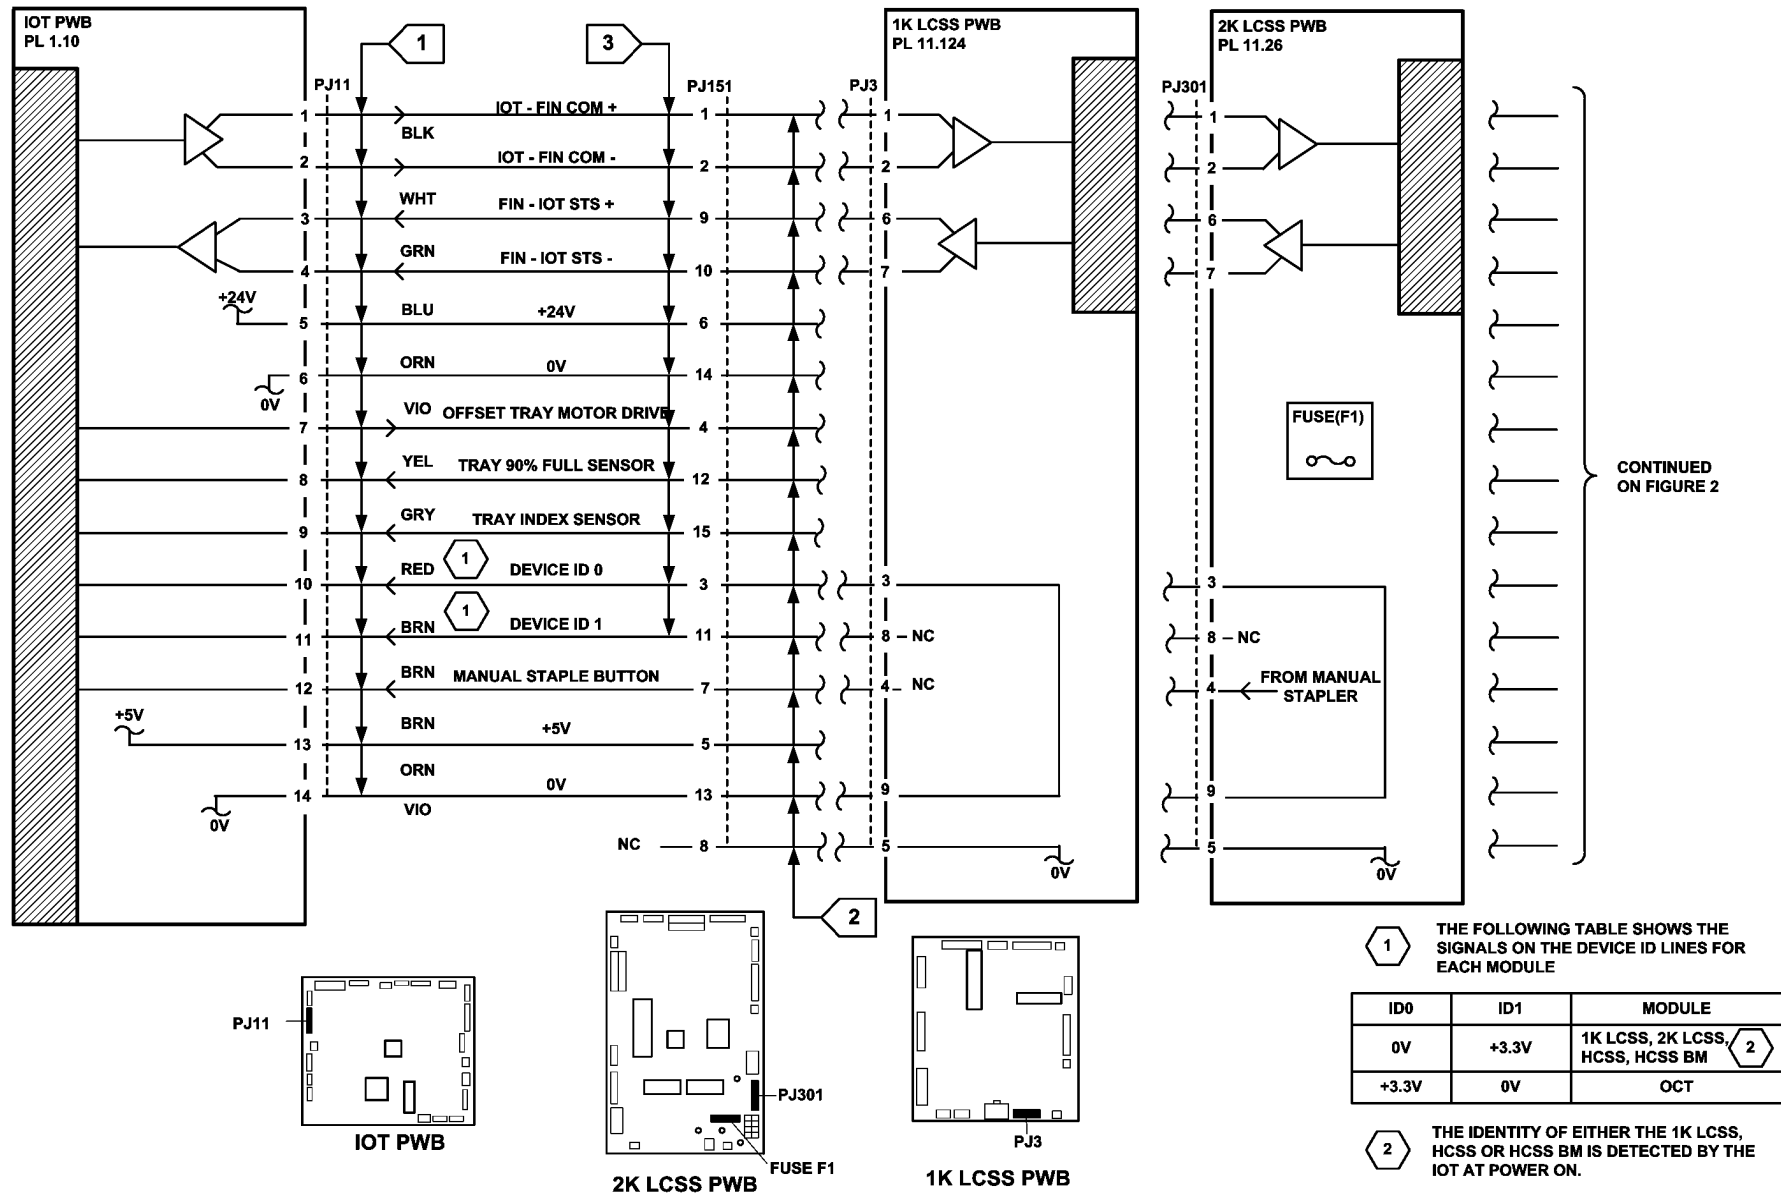 IOT PWB
PL 1.10
1
3
1K LCSS PWB
PL 11.124
2K LCSS PWB
PL 11.26
PJ11
PJ151
PJ3
PJ301
1 IOT - FIN COM + 1 1 1
BLK
2 IOT - FIN COM - 2 2 2
WHT
3 FIN - IOT STS + 9 6 6
GRN
4 FIN - IOT STS - 10 7 7
+24V
BLU
5 +24V 6
ORN
6 0V 14
0V
VIO
7 OFFSET TRAY MOTOR DRIVE 4
FUSE(F1)
YEL
8 TRAY 90% FULL SENSOR 12
CONTINUED
ON FIGURE 2
GRY
9 TRAY INDEX SENSOR 15
1
RED
10 DEVICE ID 0 3 3 3
1
BRN
11 DEVICE ID 1 11 8 NC 8 NC
BRN
12 MANUAL STAPLE BUTTON 7 4 NC 4
FROM MANUAL
STAPLER
+5V
BRN
13 +5V 5
ORN
14 0V 13 9 9
VIO
0V
NC 8 5 5
0V
0V
2
1
THE FOLLOWING TABLE SHOWS THE
SIGNALS ON THE DEVICE ID LINES FOR
EACH MODULE
ID0 ID1 MODULE
0V +3.3V 1K LCSS, 2K LCSS,
HCSS, HCSS BM 2
+3.3V 0V OCT
2
THE IDENTITY OF EITHER THE 1K LCSS,
HCSS OR HCSS BM IS DETECTED BY THE
IOT AT POWER ON.
PJ11
IOT PWB
PJ301
FUSE F1
2K LCSS PWB
PJ3
1K LCSS PWB